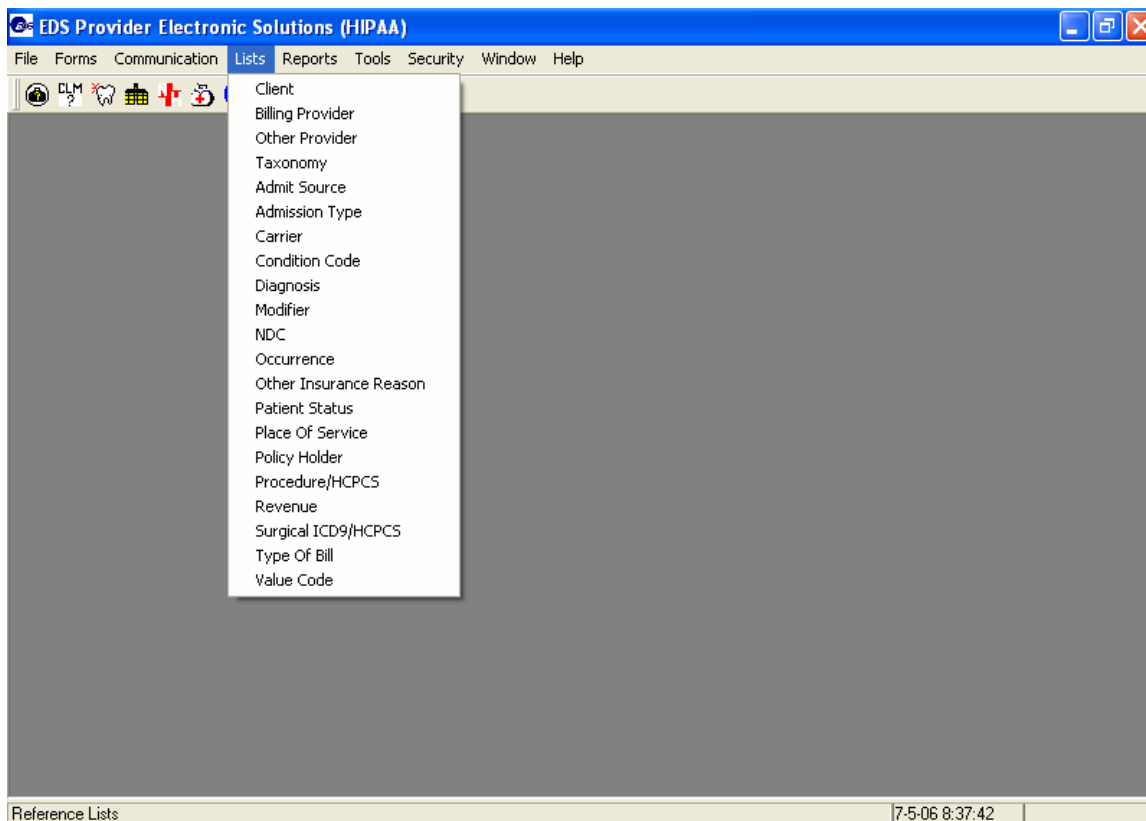 EDS Provider Electronic Solutions (HIPAA)
File Forms Communication Lists Reports Tools Security Window Help
CLM ?
Client
Billing Provider
Other Provider
Taxonomy
Admit Source
Admission Type
Carrier
Condition Code
Diagnosis
Modifier
NDC
Occurrence
Other Insurance Reason
Patient Status
Place Of Service
Policy Holder
Procedure/HCPCS
Revenue
Surgical ICD9/HCPCS
Type Of Bill
Value Code
Reference Lists 7-5-06 8:37:42